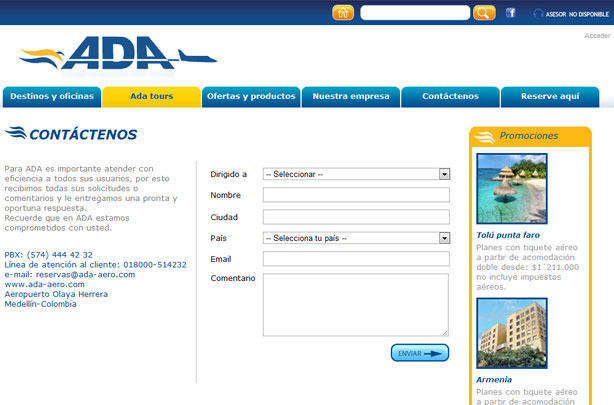 ASESOR NO DISPONIBLE
Acceder
ADA
Destinos y oficinas
Ada tours
Ofertas y productos
Nuestra empresa
Contáctenos
Reserve aquí
CONTÁCTENOS
Para ADA es importante atender con
eficiencia a todos sus usuarios, por esto
recibimos todas sus solicitudes o
comentarios y le entregamos una pronta y
oportuna respuesta.
Recuerde que en ADA estamos
comprometidos con usted.
PBX: (574) 444 42 32
Línea de atención al cliente: 018000-514232
e-mail: reservas@ada-aero.com
www.ada-aero.com
Aeropuerto Olaya Herrera
Medellín-Colombia
Dirigido a
-- Seleccionar --
Nombre
Ciudad
País
-- Selecciona tu país --
Email
Comentario
ENVIAR
Promociones
Tolú punta faro
Planes con tiquete aéreo
a partir de acomodación
doble desde: $1´211.000
no incluye impuestos
aéreos.
Armenia
Planes con tiquete aéreo
a partir de acomodación